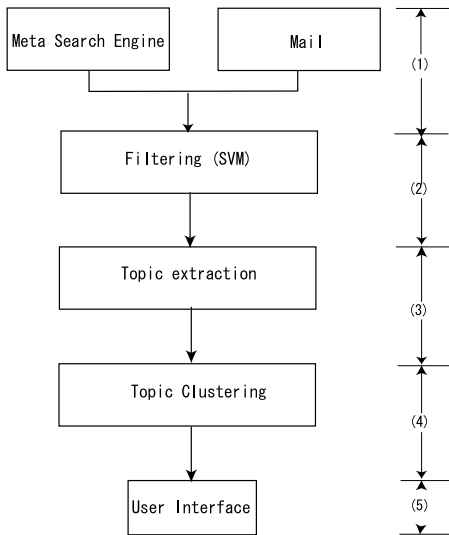 Meta Search Engine
Mail
(1)
Filtering (SVM)
(2)
Topic extraction
(3)
Topic Clustering
(4)
User Interface
(5)